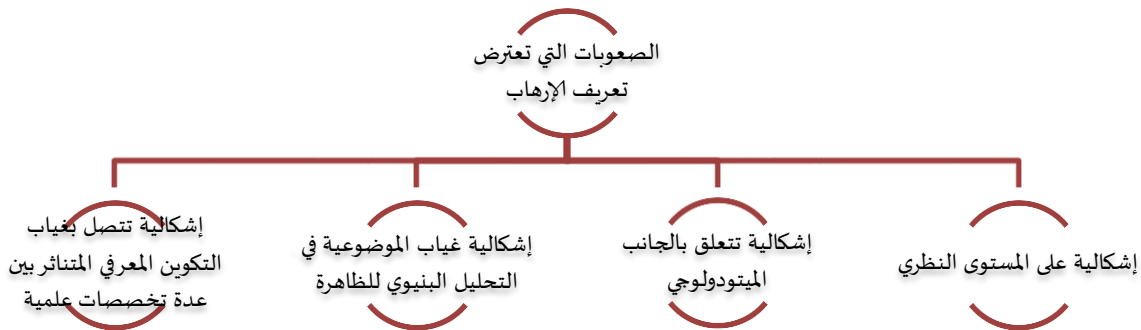 الصعوبات التي تعترض
تعريف الإرهاب
إشكالية على المستوى النظري
إشكالية تتعلق بالجانب
الميتودولوجي
إشكالية غياب الموضوعية في
التحليل البنيوي للظاهرة
إشكالية تتصل بغياب
التكوين المعرفي المتناثر بين
عدة تخصصات علمية